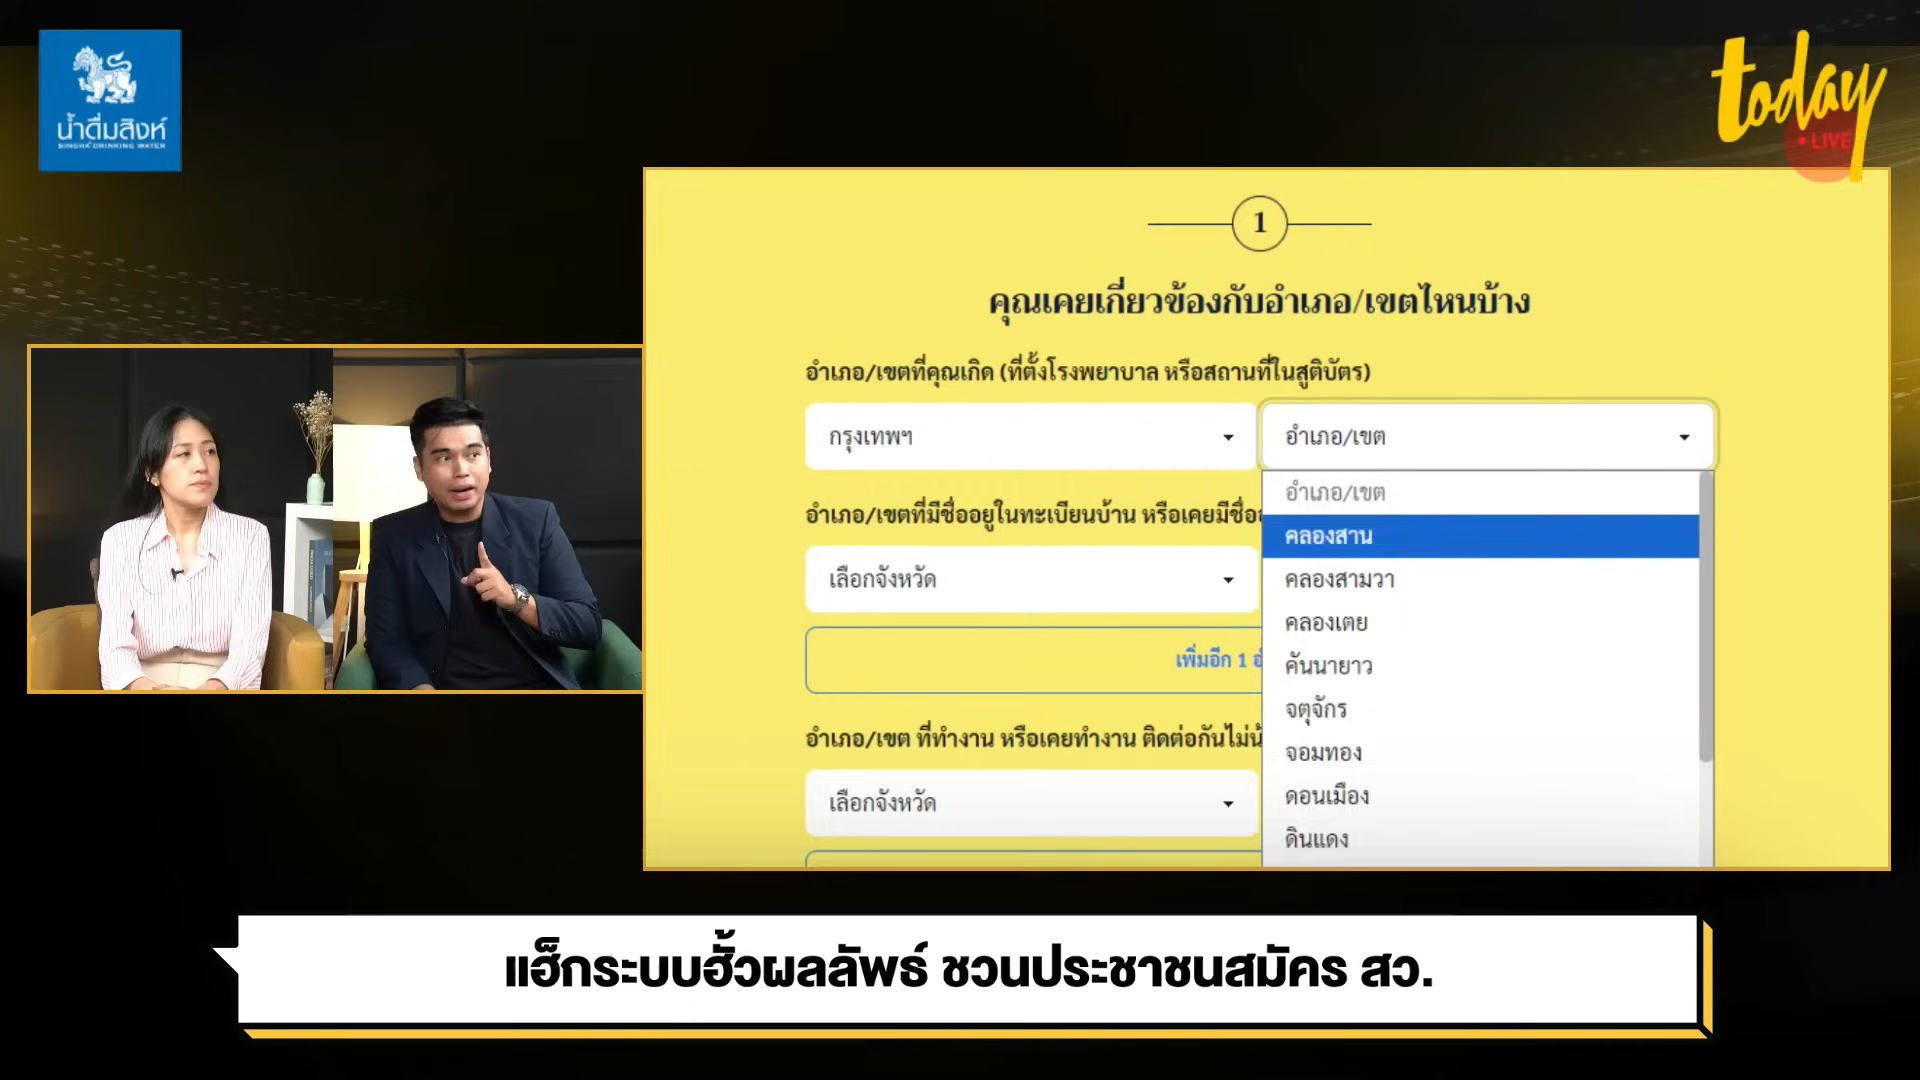 น้ำดื่มสิงห์
SINGHA DRINKING WATER
today
• LIVE
1
คุณเคยเกี่ยวข้องกับอำเภอ/เขตไหนบ้าง
อำเภอ/เขตที่คุณเกิด (ที่ตั้งโรงพยาบาล หรือสถานที่ในสูติบัตร)
กรุงเทพฯ
อำเภอ/เขต
อำเภอ/เขต
คลองสาน
คลองสามวา
คลองเตย
คันนายาว
จตุจักร
จอมทอง
ดอนเมือง
ดินแดง
อำเภอ/เขตที่มีชื่ออยู่ในทะเบียนบ้าน หรือเคยมีชื่อ
เลือกจังหวัด
เพิ่มอีก 1
อำเภอ/เขต ที่ทำงาน หรือเคยทำงาน ติดต่อกันไม่
เลือกจังหวัด
แฮ็กระบบฮั้วผลลัพธ์ ชวนประชาชนสมัคร สว.